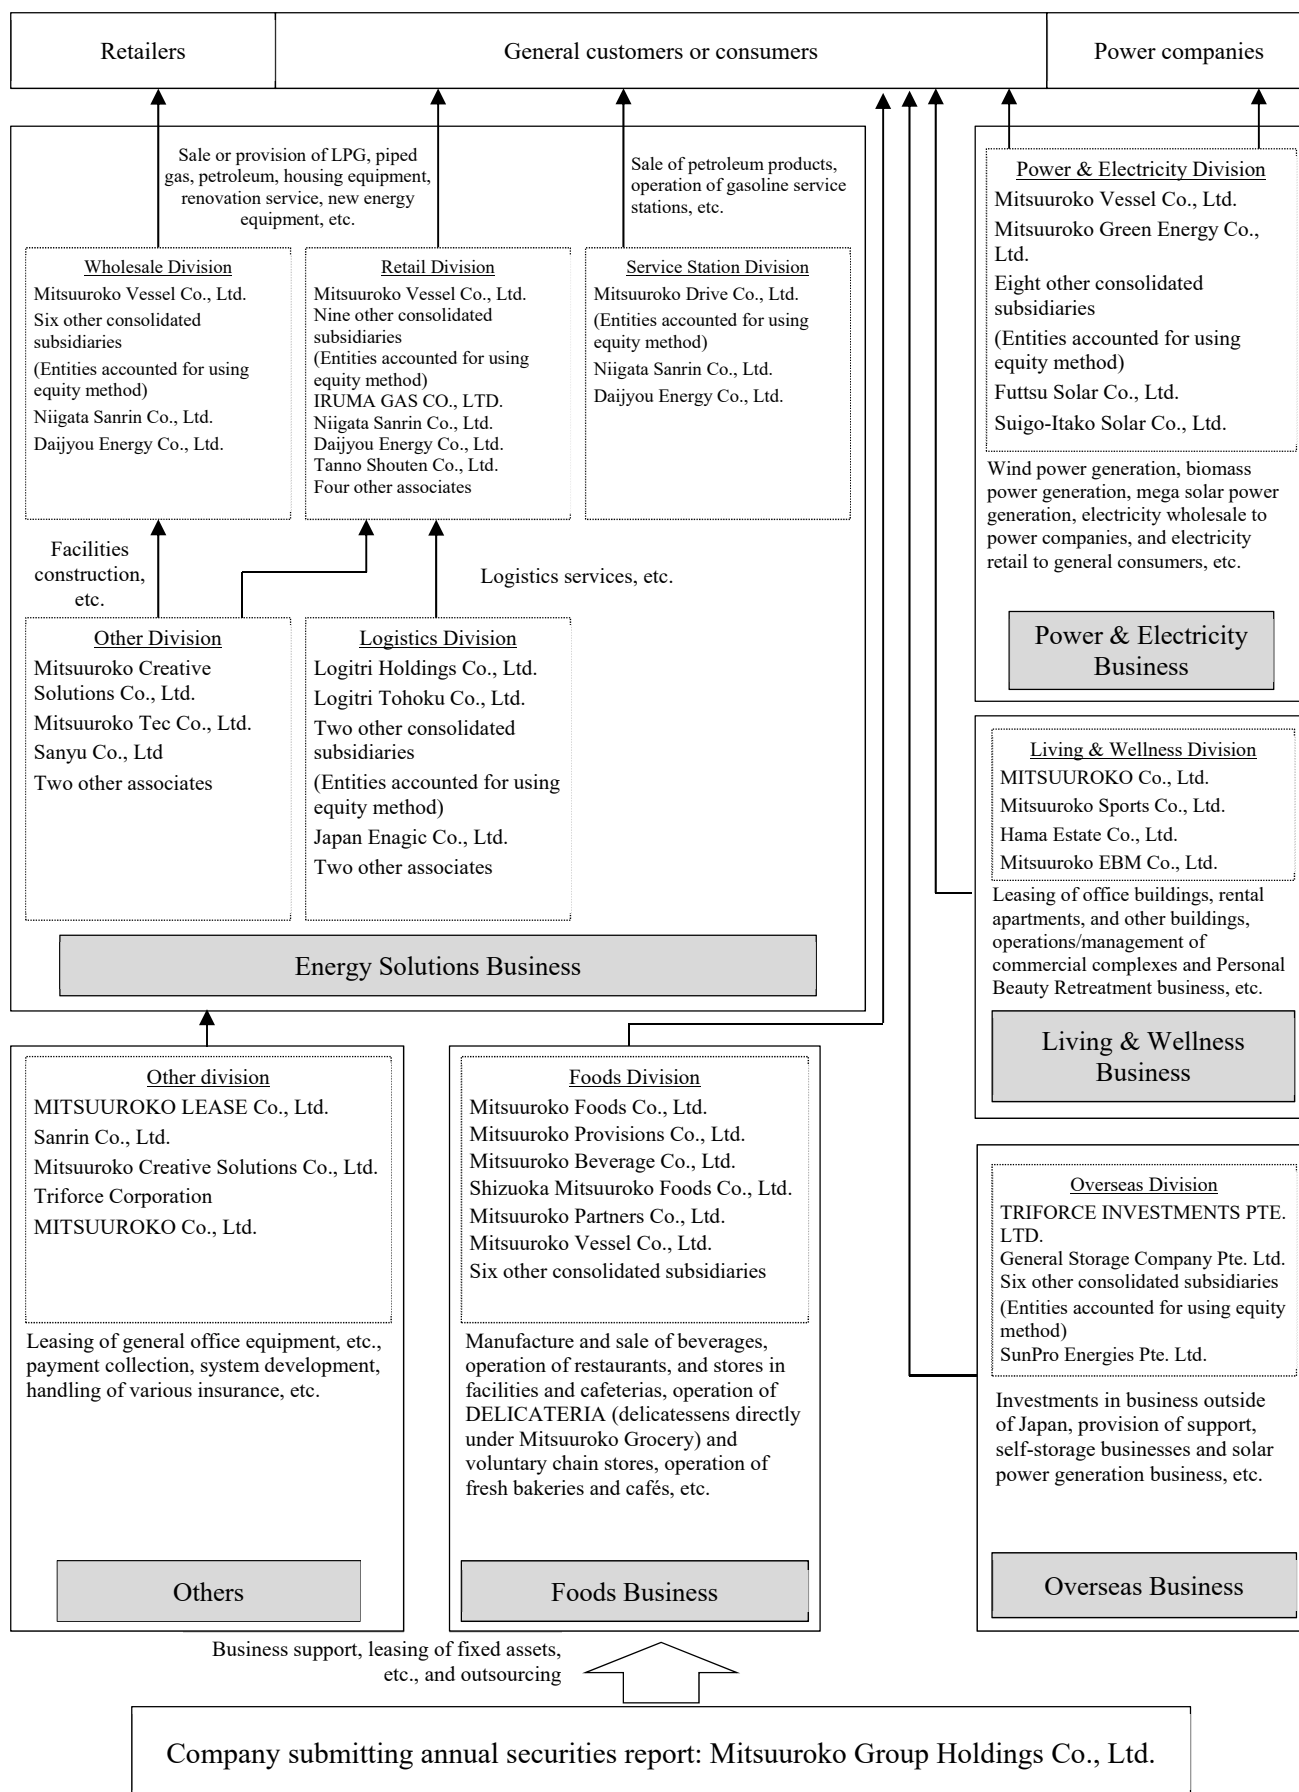 Retailers
General customers or consumers
Power companies
Sale or provision of LPG, piped
gas, petroleum, housing equipment,
renovation service, new energy
equipment, etc.
Sale of petroleum products,
operation of gasoline service
stations, etc.
Wholesale Division
Mitsuuroko Vessel Co., Ltd.
Six other consolidated
subsidiaries
(Entities accounted for using
equity method)
Niigata Sanrin Co., Ltd.
Daijyou Energy Co., Ltd.
Retail Division
Mitsuuroko Vessel Co., Ltd.
Nine other consolidated
subsidiaries
(Entities accounted for using
equity method)
IRUMA GAS CO., LTD.
Niigata Sanrin Co., Ltd.
Daijyou Energy Co., Ltd.
Tanno Shouten Co., Ltd.
Four other associates
Service Station Division
Mitsuuroko Drive Co., Ltd.
(Entities accounted for using
equity method)
Niigata Sanrin Co., Ltd.
Daijyou Energy Co., Ltd.
Power & Electricity Division
Mitsuuroko Vessel Co., Ltd.
Mitsuuroko Green Energy Co.,
Ltd.
Eight other consolidated
subsidiaries
(Entities accounted for using
equity method)
Futtsu Solar Co., Ltd.
Suigo-Itako Solar Co., Ltd.
Wind power generation, biomass
power generation, mega solar power
generation, electricity wholesale to
power companies, and electricity
retail to general consumers, etc.
Power & Electricity
Business
Facilities
construction,
etc.
Logistics services, etc.
Other Division
Mitsuuroko Creative
Solutions Co., Ltd.
Mitsuuroko Tec Co., Ltd.
Sanyu Co., Ltd
Two other associates
Logistics Division
Logitri Holdings Co., Ltd.
Logitri Tohoku Co., Ltd.
Two other consolidated
subsidiaries
(Entities accounted for using
equity method)
Japan Enagic Co., Ltd.
Two other associates
Energy Solutions Business
Living & Wellness Division
MITSUUROKO Co., Ltd.
Mitsuuroko Sports Co., Ltd.
Hama Estate Co., Ltd.
Mitsuuroko EBM Co., Ltd.
Leasing of office buildings, rental
apartments, and other buildings,
operations/management of
commercial complexes and Personal
Beauty Retreatment business, etc.
Living & Wellness
Business
Other division
MITSUUROKO LEASE Co., Ltd.
Sanrin Co., Ltd.
Mitsuuroko Creative Solutions Co., Ltd.
Triforce Corporation
MITSUUROKO Co., Ltd.
Leasing of general office equipment, etc.,
payment collection, system development,
handling of various insurance, etc.
Others
Foods Division
Mitsuuroko Foods Co., Ltd.
Mitsuuroko Provisions Co., Ltd.
Mitsuuroko Beverage Co., Ltd.
Shizuoka Mitsuuroko Foods Co., Ltd.
Mitsuuroko Partners Co., Ltd.
Mitsuuroko Vessel Co., Ltd.
Six other consolidated subsidiaries
Manufacture and sale of beverages,
operation of restaurants, and stores in
facilities and cafeterias, operation of
DELICATERIA (delicatessens directly
under Mitsuuroko Grocery) and
voluntary chain stores, operation of
fresh bakeries and cafés, etc.
Foods Business
Overseas Division
TRIFORCE INVESTMENTS PTE.
LTD.
General Storage Company Pte. Ltd.
Six other consolidated subsidiaries
(Entities accounted for using equity
method)
SunPro Energies Pte. Ltd.
Investments in business outside
of Japan, provision of support,
self-storage businesses and solar
power generation business, etc.
Overseas Business
Business support, leasing of fixed assets,
etc., and outsourcing
Company submitting annual securities report: Mitsuuroko Group Holdings Co., Ltd.